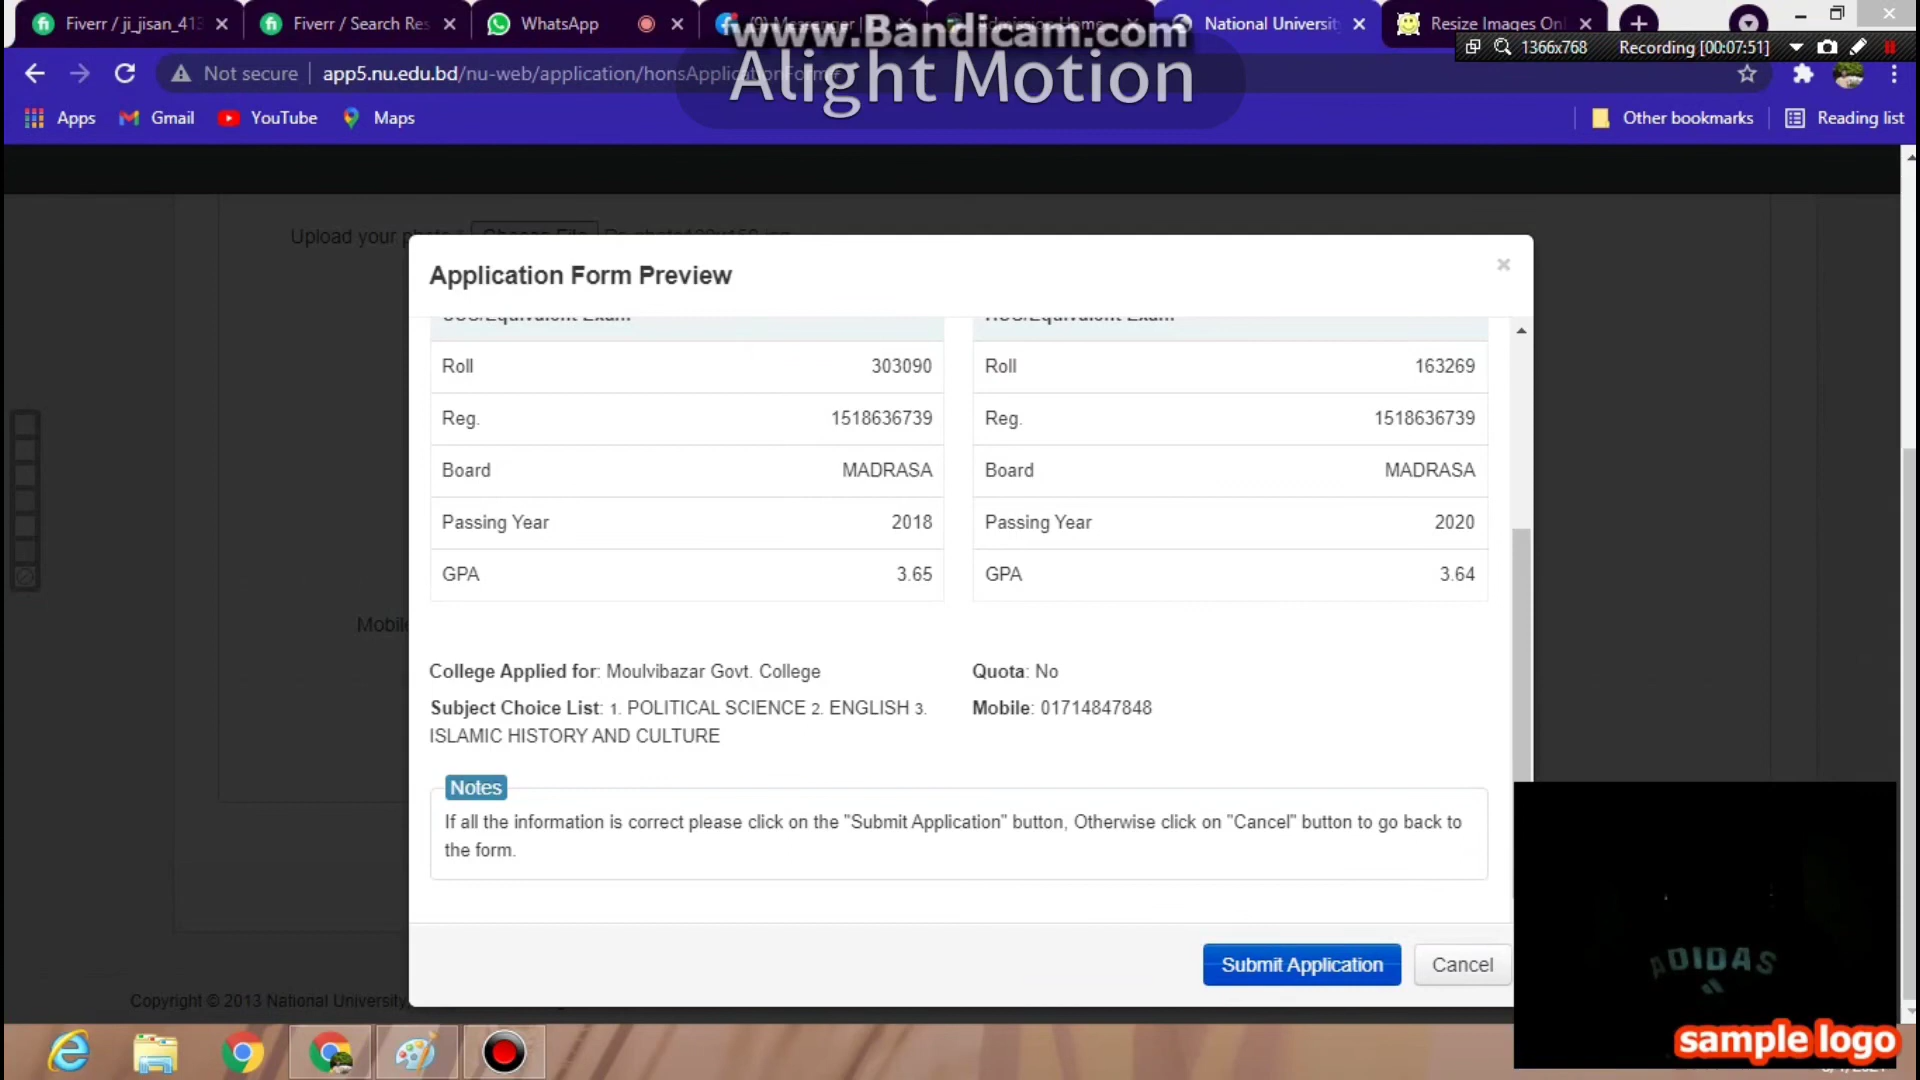 Fiverr / ji_jisan_413
Fiverr / Search Res
WhatsApp
National Universit
Resize Images Onl
www.Bandicam.com
1366x768
Recording [00:07:51]
Not secure
app5.nu.edu.bd/nu-web/application/honsApplicationForm
Alight Motion
Apps
Gmail
YouTube
Maps
Other bookmarks
Reading list
Upload your
Application Form Preview
Roll 303090
Roll 163269
Reg. 1518636739
Reg. 1518636739
Board MADRASA
Board MADRASA
Passing Year 2018
Passing Year 2020
GPA 3.65
GPA 3.64
Mobile
College Applied for: Moulvibazar Govt. College
Quota: No
Subject Choice List: 1. POLITICAL SCIENCE 2. ENGLISH 3.
ISLAMIC HISTORY AND CULTURE
Mobile: 01714847848
Notes
If all the information is correct please click on the "Submit Application" button, Otherwise click on "Cancel" button to go back to
the form.
Submit Application
Cancel
ADIDAS
Copyright © 2013 National University,
sample logo